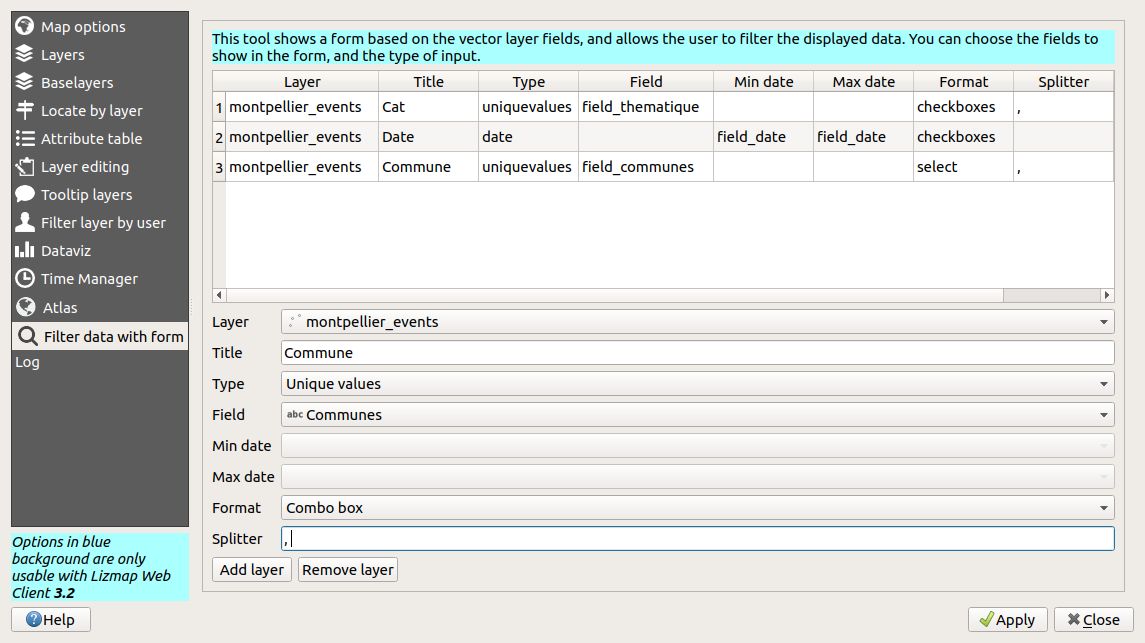 Map options
Layers
Baselayers
Locate by layer
Attribute table
Layer editing
Tooltip layers
Filter layer by user
Dataviz
Time Manager
Atlas
Filter data with form
Log
Options in blue
background are only
usable with Lizmap Web
Client 3.2
Help
This tool shows a form based on the vector layer fields, and allows the user to filter the displayed data. You can choose the fields to
show in the form, and the type of input.
Layer Title Type Field Min date Max date Format Splitter
1 montpellier_events Cat uniquevalues field_thematique checkboxes ,
2 montpellier_events Date date field_date field_date checkboxes
3 montpellier_events Commune uniquevalues field_communes select ,
Layer montpellier_events
Title Commune
Type Unique values
Field abc Communes
Min date
Max date
Format Combo box
Splitter ,
Add layer Remove layer
Apply Close